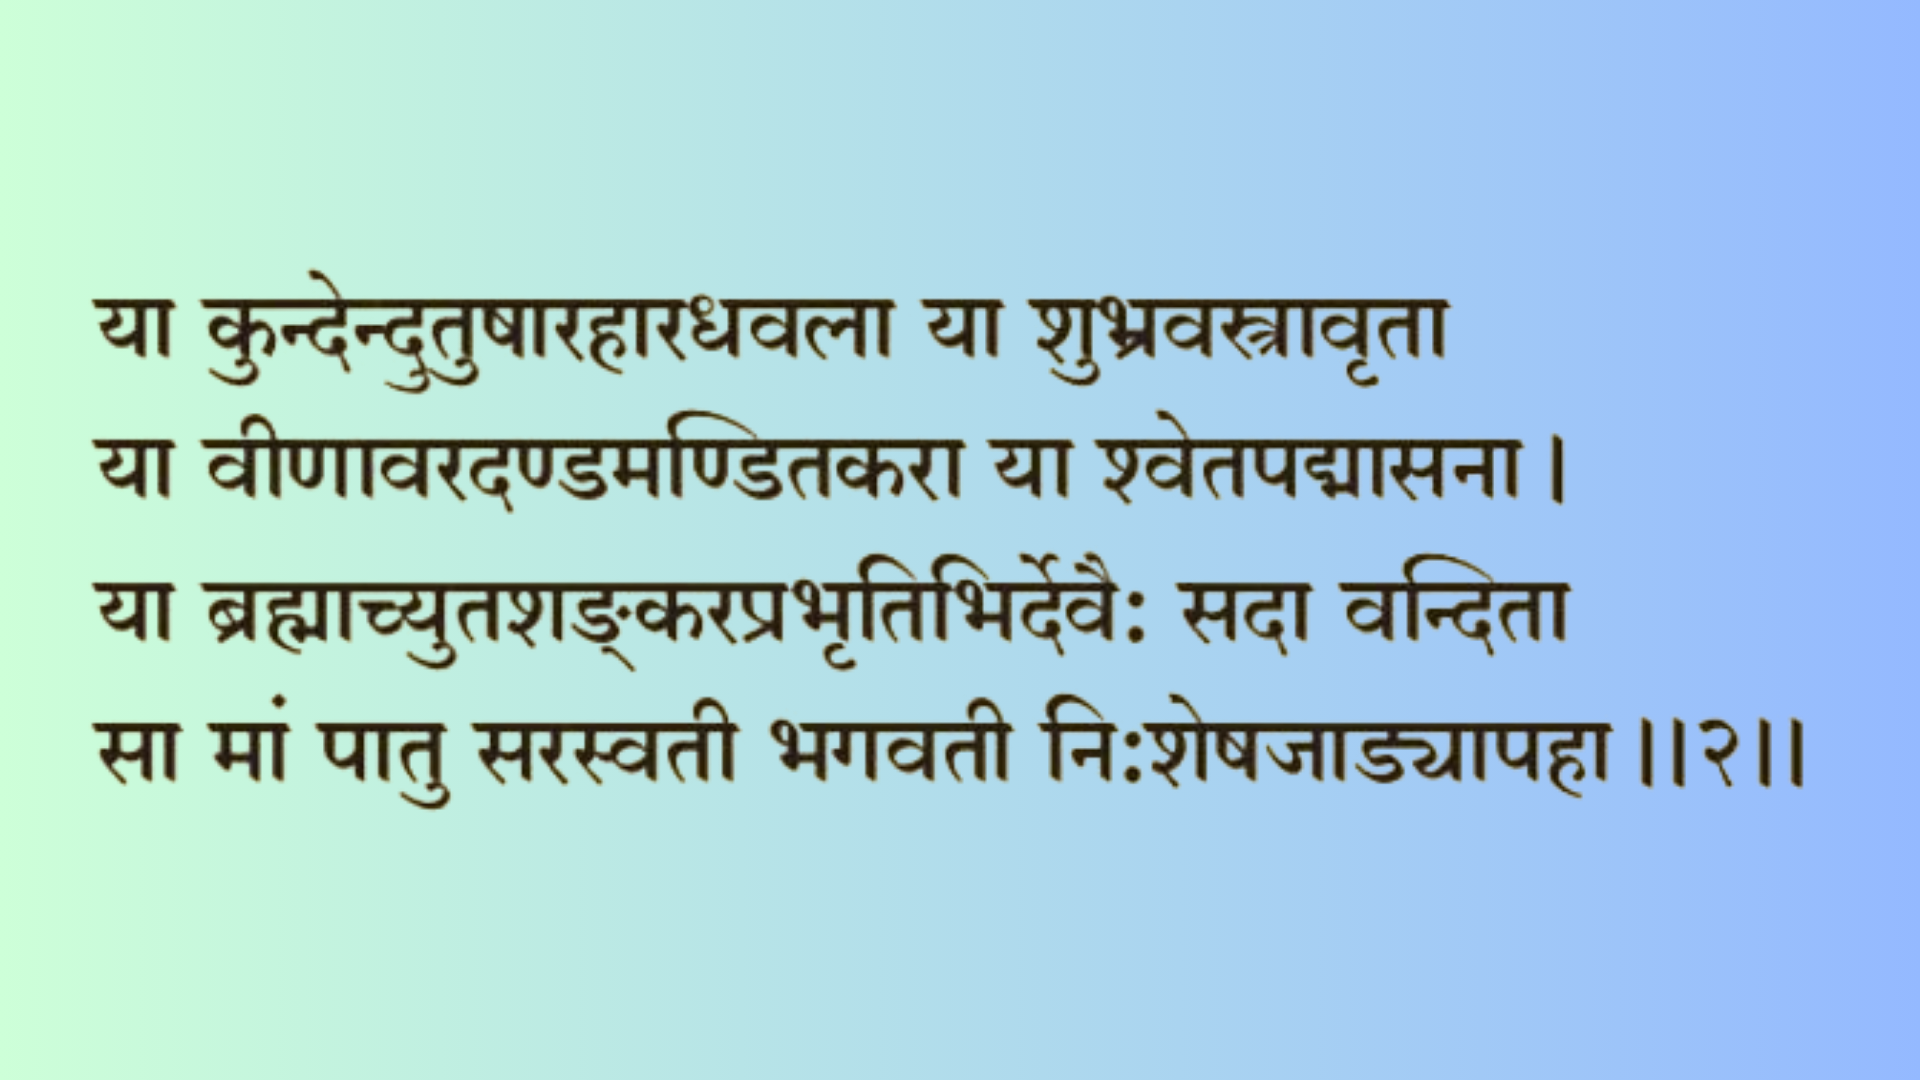 या कुन्देन्दुतुषारहारधवला या शुभ्रवस्त्रावृता
या वीणावरदण्डमण्डितकरा या श्वेतपद्मासना।
या ब्रह्माच्युतशङ्करप्रभृतिभिर्देवैः सदा वन्दिता
सा मां पातु सरस्वती भगवती निःशेषजाड्यापहा॥२॥